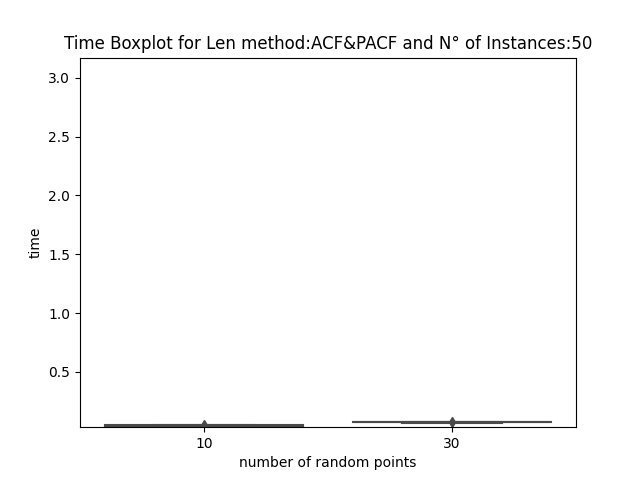 Time Boxplot for Len method:ACF&PACF and N° of Instances:50
3.0
2.5
2.0
1.5
1.0
0.5
time
10
30
number of random points